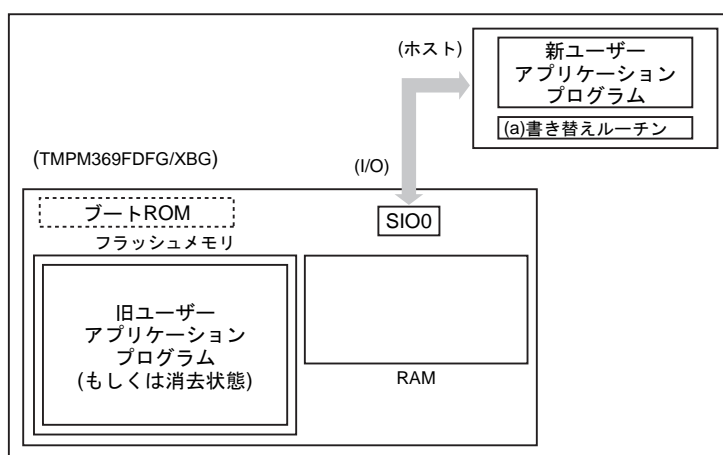 (ホスト)
新ユーザー
アプリケーション
プログラム
(a)書き替えルーチン
(TMPM369FDFG/XBG)
(I/O)
ブートROM
SIO0
フラッシュメモリ
旧ユーザー
アプリケーション
プログラム
(もしくは消去状態)
RAM